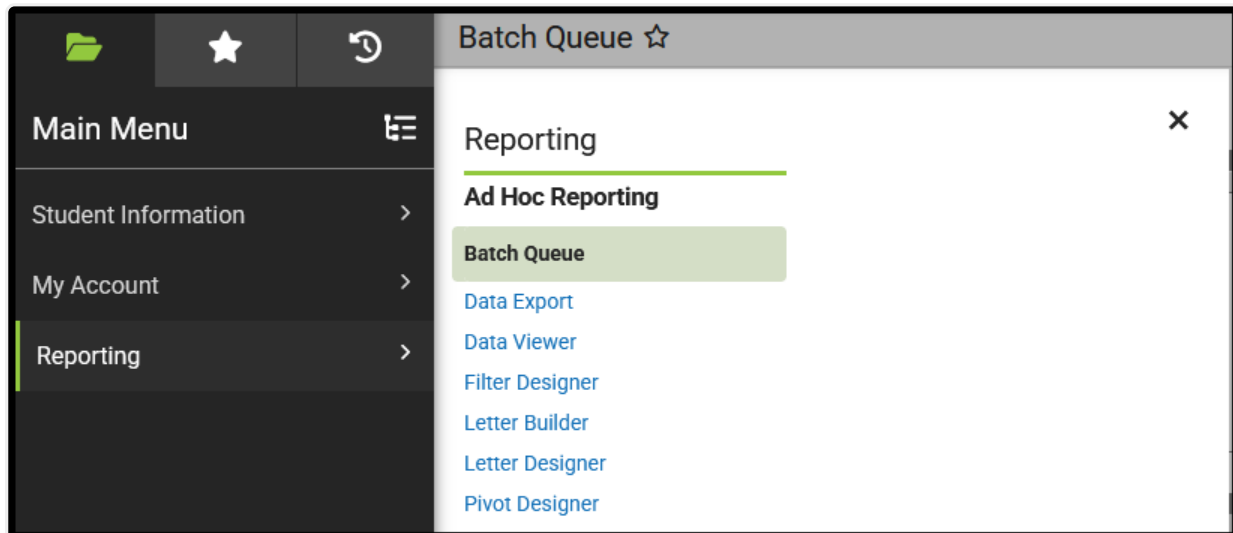 Batch Queue
Main Menu
Student Information
My Account
Reporting
Reporting
Ad Hoc Reporting
Batch Queue
Data Export
Data Viewer
Filter Designer
Letter Builder
Letter Designer
Pivot Designer